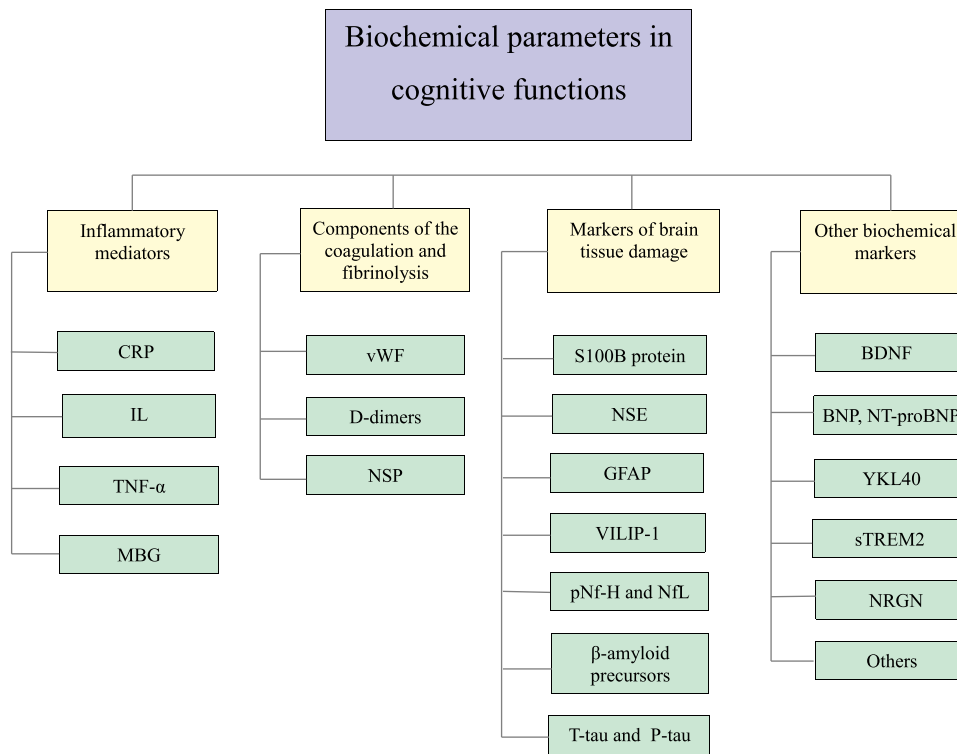 Biochemical parameters in
cognitive functions
Inflammatory
mediators
CRP
IL
TNF-α
MBG
Components of the
coagulation and
fibrinolysis
vWF
D-dimers
NSP
Markers of brain
tissue damage
S100B protein
NSE
GFAP
VILIP-1
pNf-H and NfL
β-amyloid
precursors
T-tau and P-tau
Other biochemical
markers
BDNF
BNP, NT-proBNP
YKL40
sTREM2
NRGN
Others